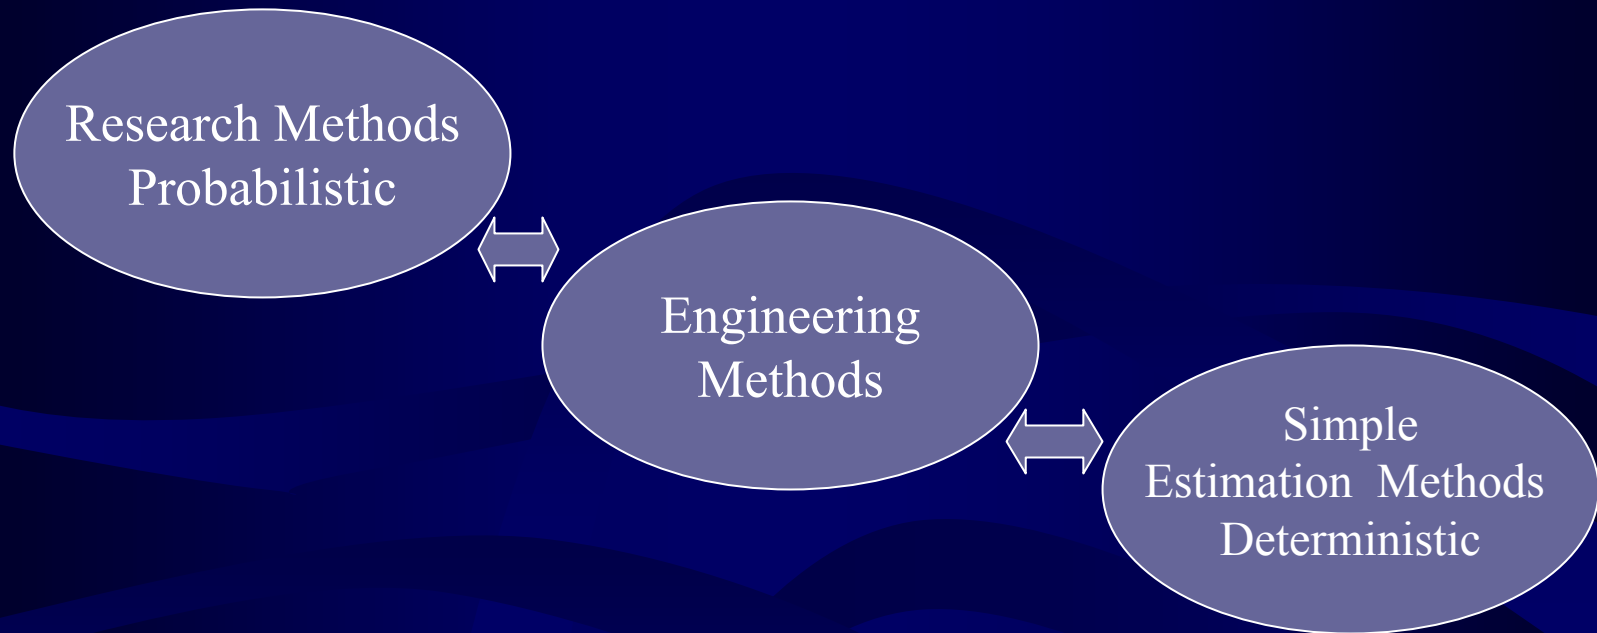 Research Methods
Probabilistic
Engineering
Methods
Simple
Estimation  Methods
Deterministic